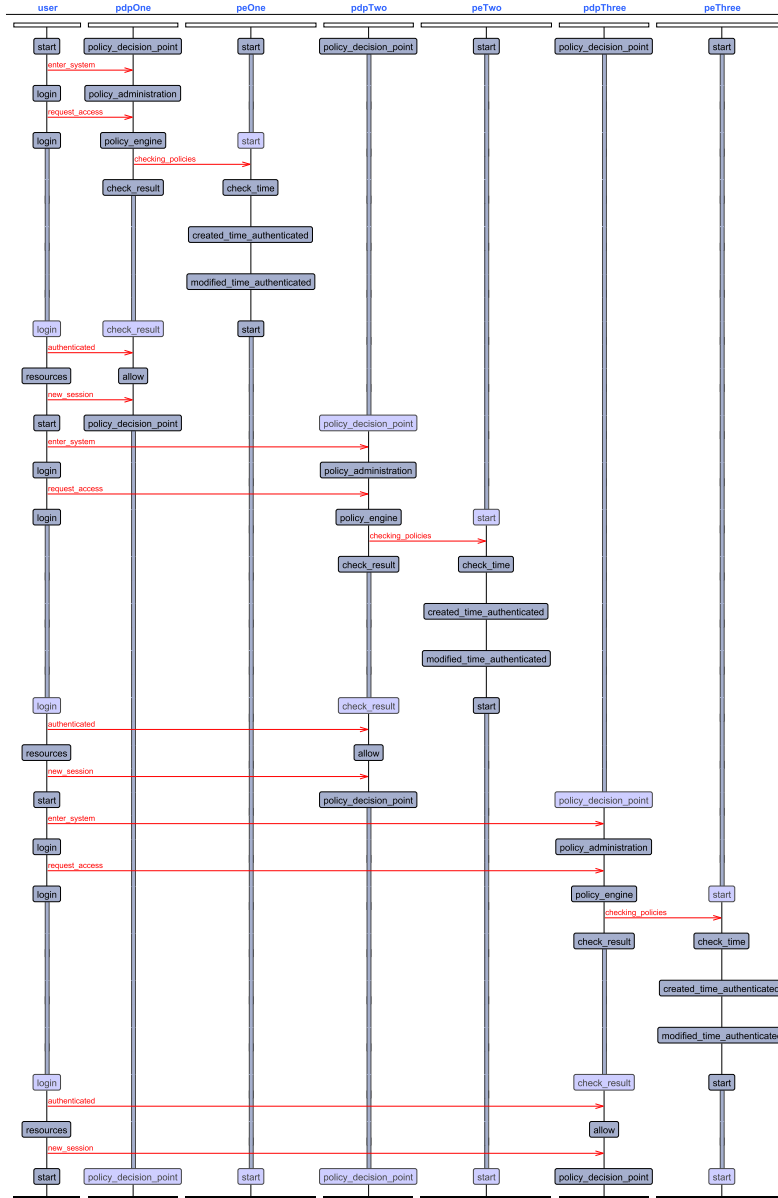 user pdpOne peOne pdpTwo peTwo pdpThree peThree
start policy_decision_point start policy_decision_point start policy_decision_point start
enter_system
login policy_administration
request_access
login policy_engine start
checking_policies
check_result check_time
created_time_authenticated
modified_time_authenticated
login check_result start
authenticated
resources allow
new_session
start policy_decision_point policy_decision_point
enter_system
login policy_administration
request_access
login policy_engine start
checking_policies
check_result check_time
created_time_authenticated
modified_time_authenticated
login check_result start
authenticated
resources allow
new_session
start policy_decision_point policy_decision_point
enter_system
login policy_administration
request_access
login policy_engine start
checking_policies
check_result check_time
created_time_authenticated
modified_time_authenticated
login check_result start
authenticated
resources allow
new_session
start policy_decision_point start policy_decision_point start policy_decision_point start